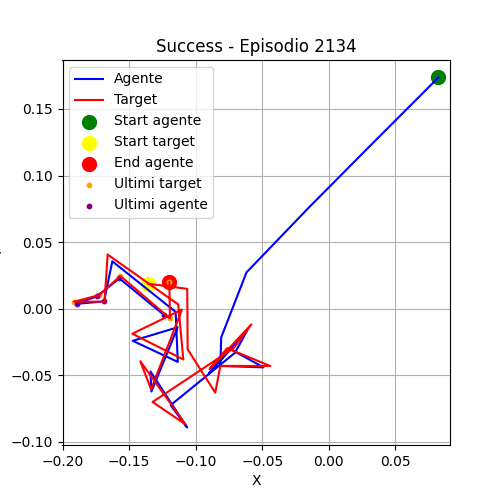 Success - Episodio 2134
Agente
Target
Start agente
Start target
End agente
Ultimi target
Ultimi agente
0.15
0.10
0.05
0.00
−0.05
−0.10
−0.20 −0.15 −0.10 −0.05 0.00 0.05
X